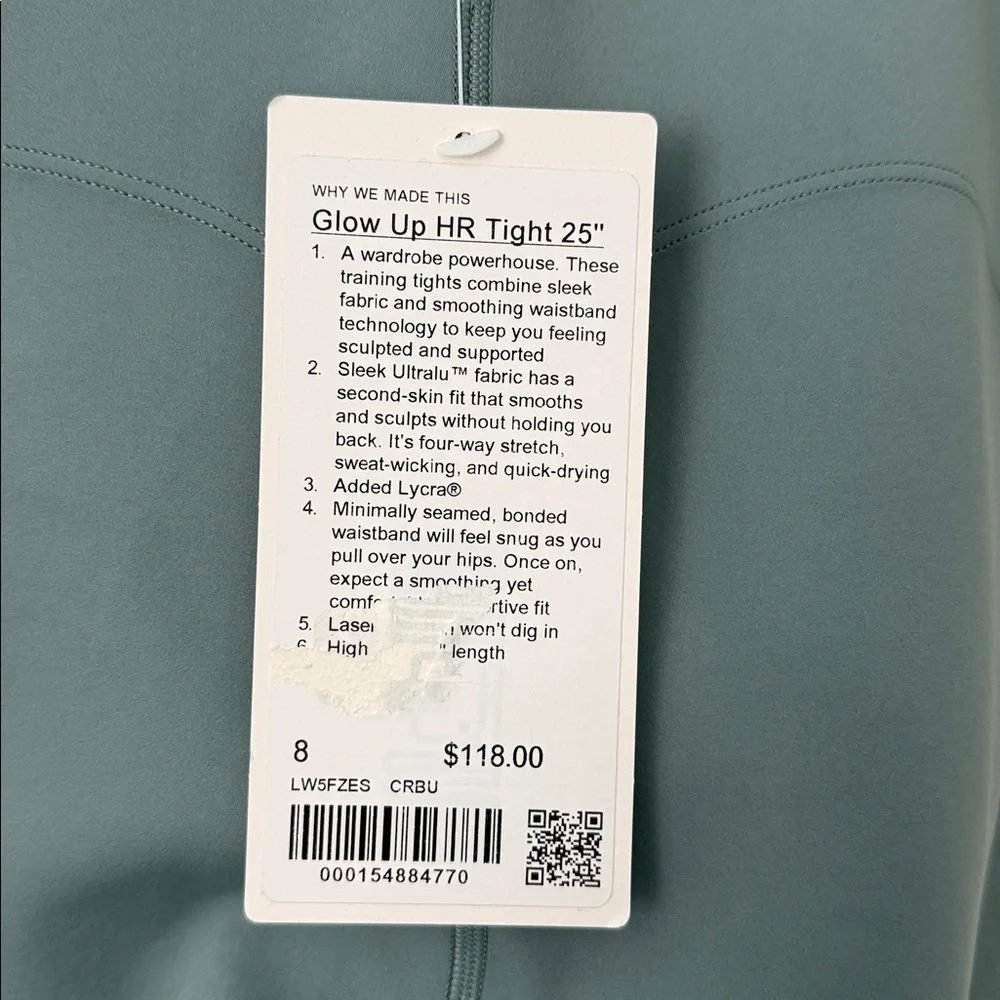 WHY WE MADE THIS
Glow Up HR Tight 25"
1. A wardrobe powerhouse. These
training tights combine sleek
fabric and smoothing waistband
technology to keep you feeling
sculpted and supported
2. Sleek Ultralu™ fabric has a
second-skin fit that smooths
and sculpts without holding you
back. It's four-way stretch,
sweat-wicking, and quick-drying
3. Added Lycra®
4. Minimally seamed, bonded
waistband will feel snug as you
pull over your hips. Once on,
expect a smoothing yet
fit
5. won't dig in
High length
8 $118.00
LW5FZES CRBU
000154884770